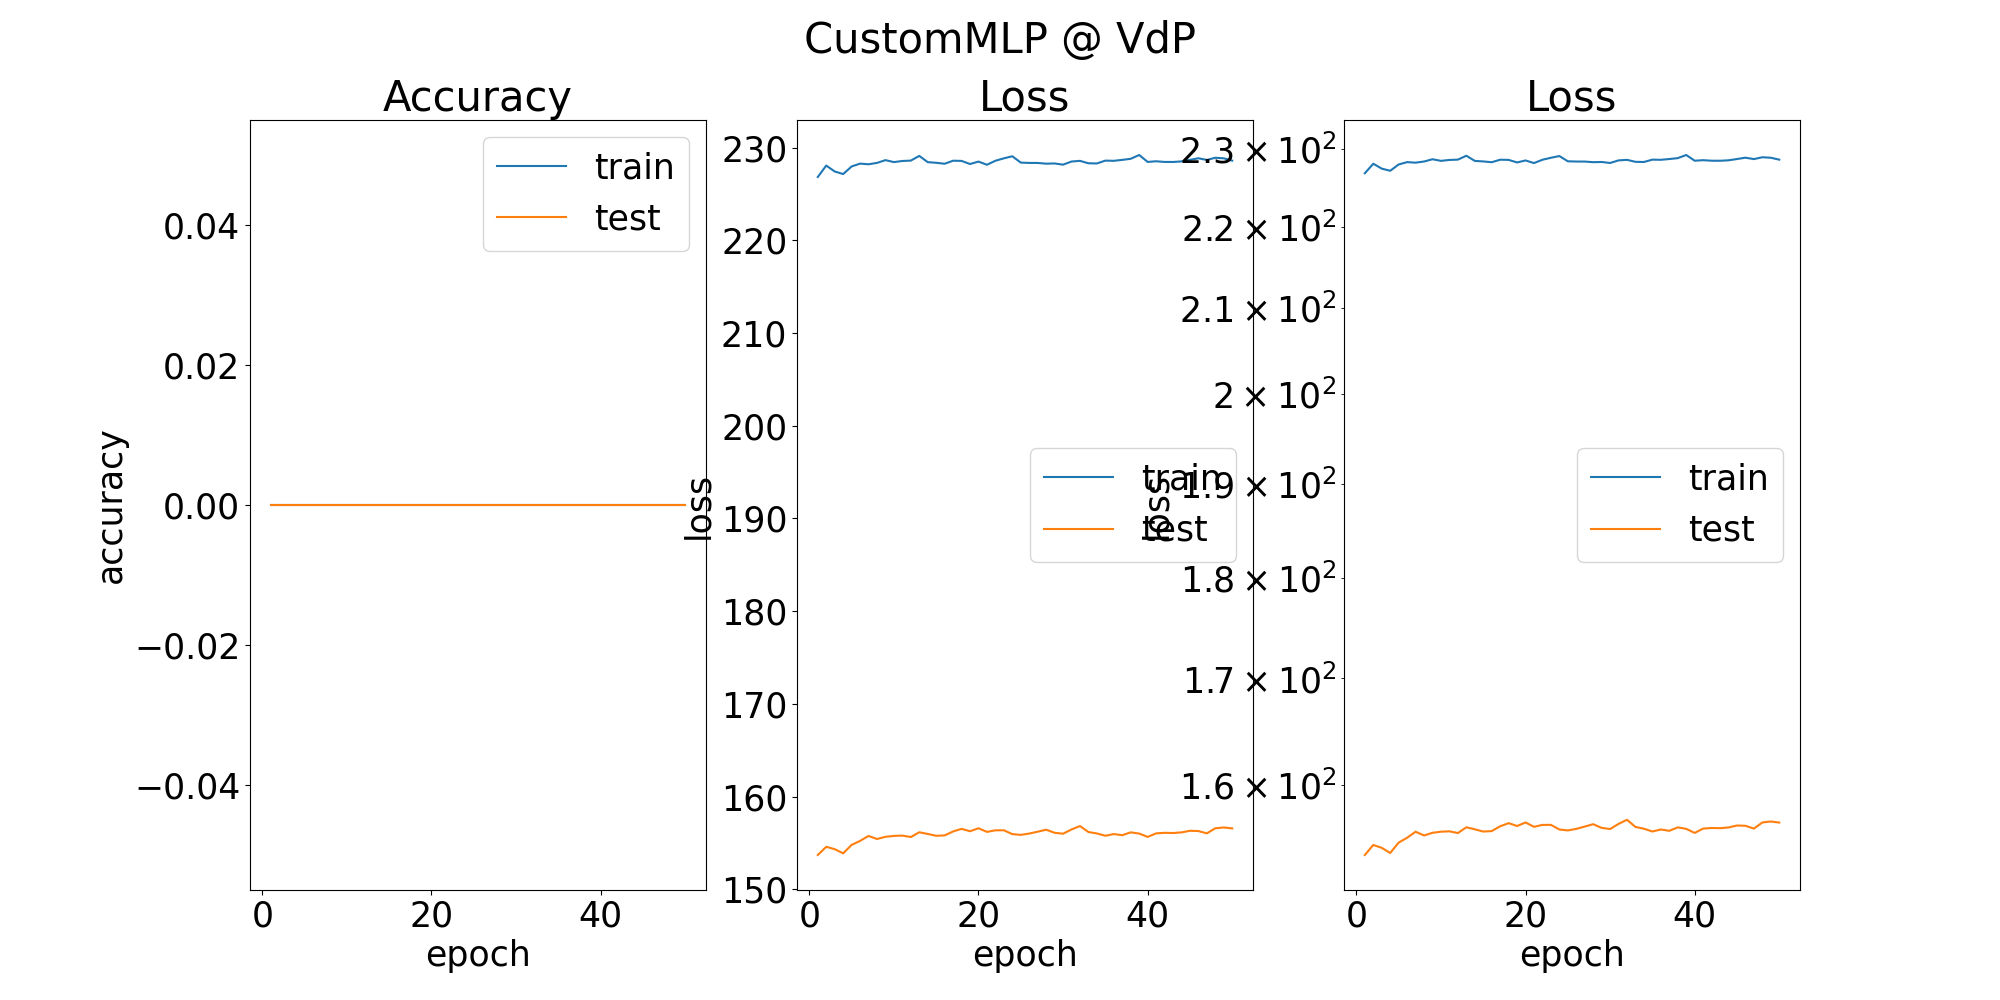 CustomMLP @ VdP
Accuracy
accuracy
0.04
0.02
0.00
−0.02
−0.04
train
test
0
20
40
epoch
Loss
loss
230
220
210
200
190
180
170
160
150
train
test
0
20
40
epoch
Loss
loss
2.3 × 10²
2.2 × 10²
2.1 × 10²
2 × 10²
1.9 × 10²
1.8 × 10²
1.7 × 10²
1.6 × 10²
train
test
0
20
40
epoch